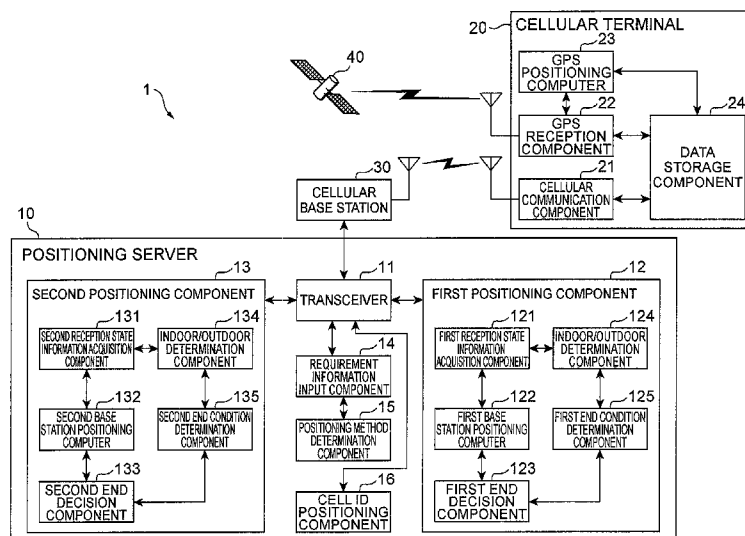 20
CELLULAR TERMINAL
23
GPS
POSITIONING
COMPUTER
22
GPS
RECEPTION
COMPONENT
21
CELLULAR
COMMUNICATION
COMPONENT
24
DATA
STORAGE
COMPONENT
40
1
30
CELLULAR
BASE STATION
10
POSITIONING SERVER
13
SECOND POSITIONING COMPONENT
131
SECOND RECEPTION STATE
INFORMATION ACQUISITION
COMPONENT
134
INDOOR/OUTDOOR
DETERMINATION
COMPONENT
132
SECOND BASE
STATION POSITIONING
COMPUTER
135
SECOND END CONDITION
DETERMINATION
COMPONENT
133
SECOND END
DECISION
COMPONENT
11
TRANSCEIVER
14
REQUIREMENT
INFORMATION
INPUT COMPONENT
15
POSITIONING METHOD
DETERMINATION
COMPONENT
16
CELL ID
POSITIONING
COMPONENT
12
FIRST POSITIONING COMPONENT
121
FIRST RECEPTION STATE
INFORMATION
ACQUISITION COMPONENT
124
INDOOR/OUTDOOR
DETERMINATION
COMPONENT
122
FIRST BASE
STATION POSITIONING
COMPUTER
125
FIRST END CONDITION
DETERMINATION
COMPONENT
123
FIRST END
DECISION
COMPONENT